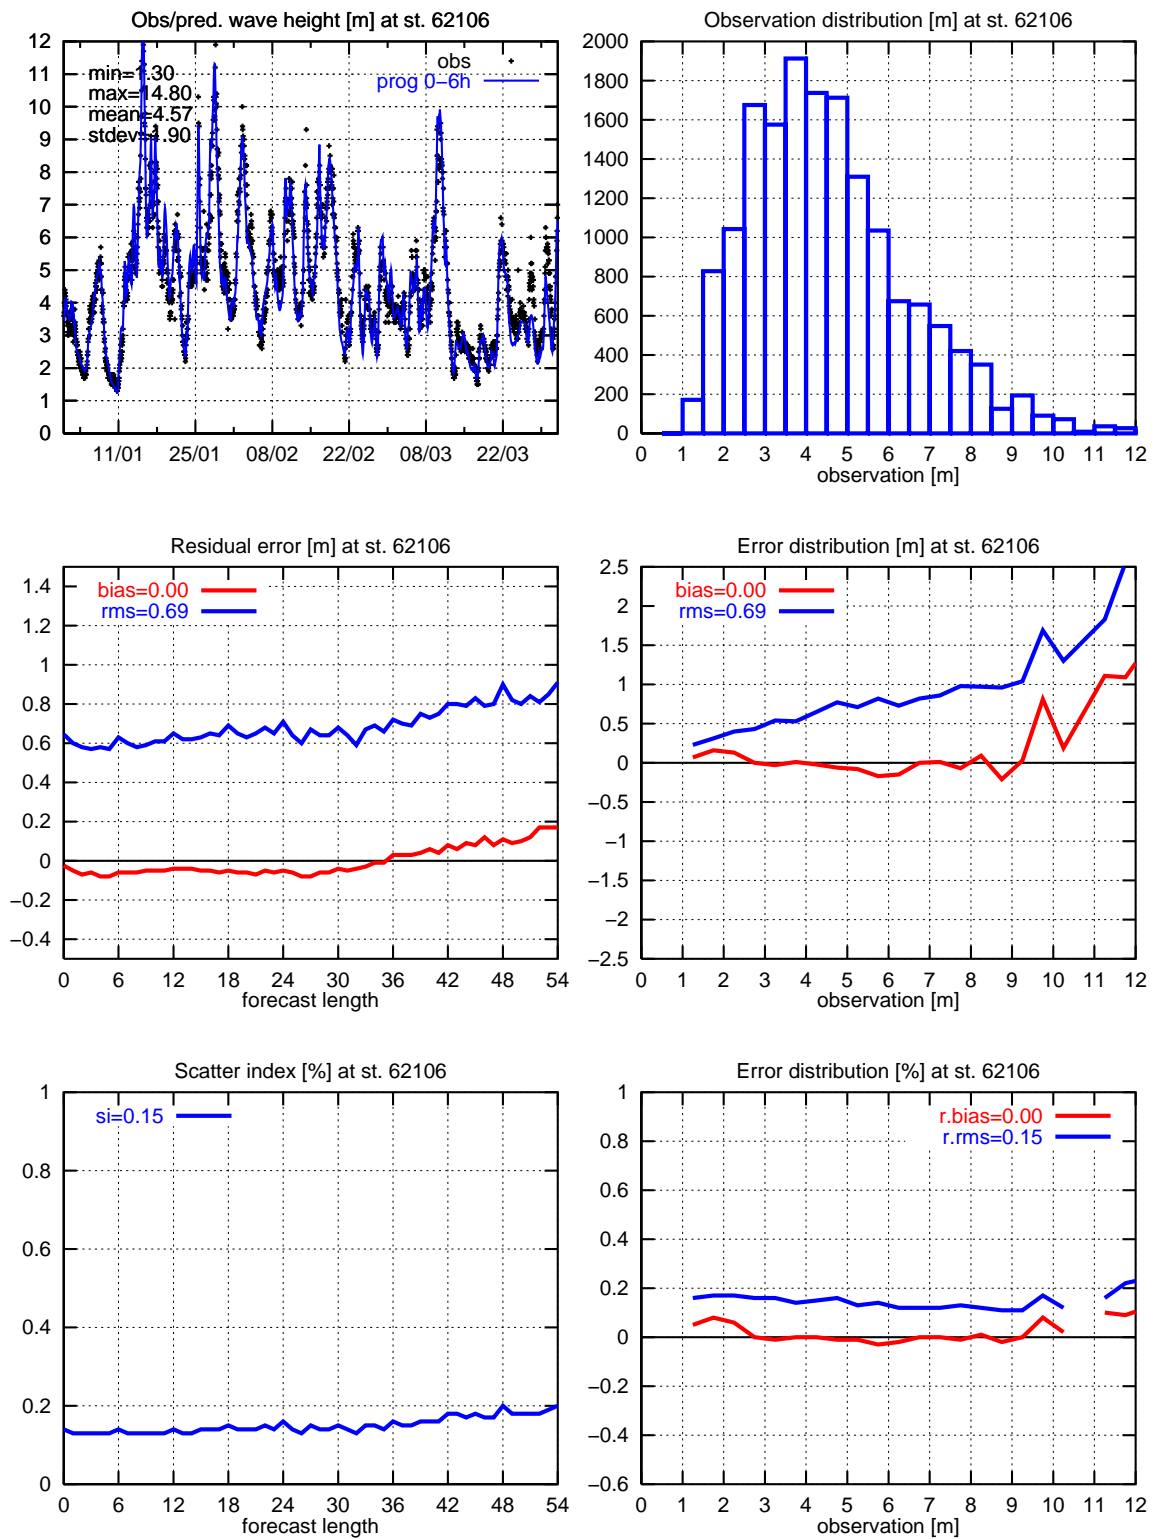 Obs/pred. wave height [m] at st. 62106
12
11
10
9
8
7
6
5
4
3
2
1
0
min=1.30
max=14.80
mean=4.57
stdev=1.90
obs
prog 0-6h
11/01 25/01 08/02 22/02 08/03 22/03
Observation distribution [m] at st. 62106
2000
1800
1600
1400
1200
1000
800
600
400
200
0
0 1 2 3 4 5 6 7 8 9 10 11 12
observation [m]
Residual error [m] at st. 62106
bias=0.00
rms=0.69
1.4
1.2
1
0.8
0.6
0.4
0.2
0
-0.2
-0.4
0 6 12 18 24 30 36 42 48 54
forecast length
Error distribution [m] at st. 62106
bias=0.00
rms=0.69
2.5
2
1.5
1
0.5
0
-0.5
-1
-1.5
-2
-2.5
0 1 2 3 4 5 6 7 8 9 10 11 12
observation [m]
Scatter index [%] at st. 62106
si=0.15
1
0.8
0.6
0.4
0.2
0
0 6 12 18 24 30 36 42 48 54
forecast length
Error distribution [%] at st. 62106
r.bias=0.00
r.rms=0.15
1
0.8
0.6
0.4
0.2
0
-0.2
-0.4
-0.6
0 1 2 3 4 5 6 7 8 9 10 11 12
observation [m]